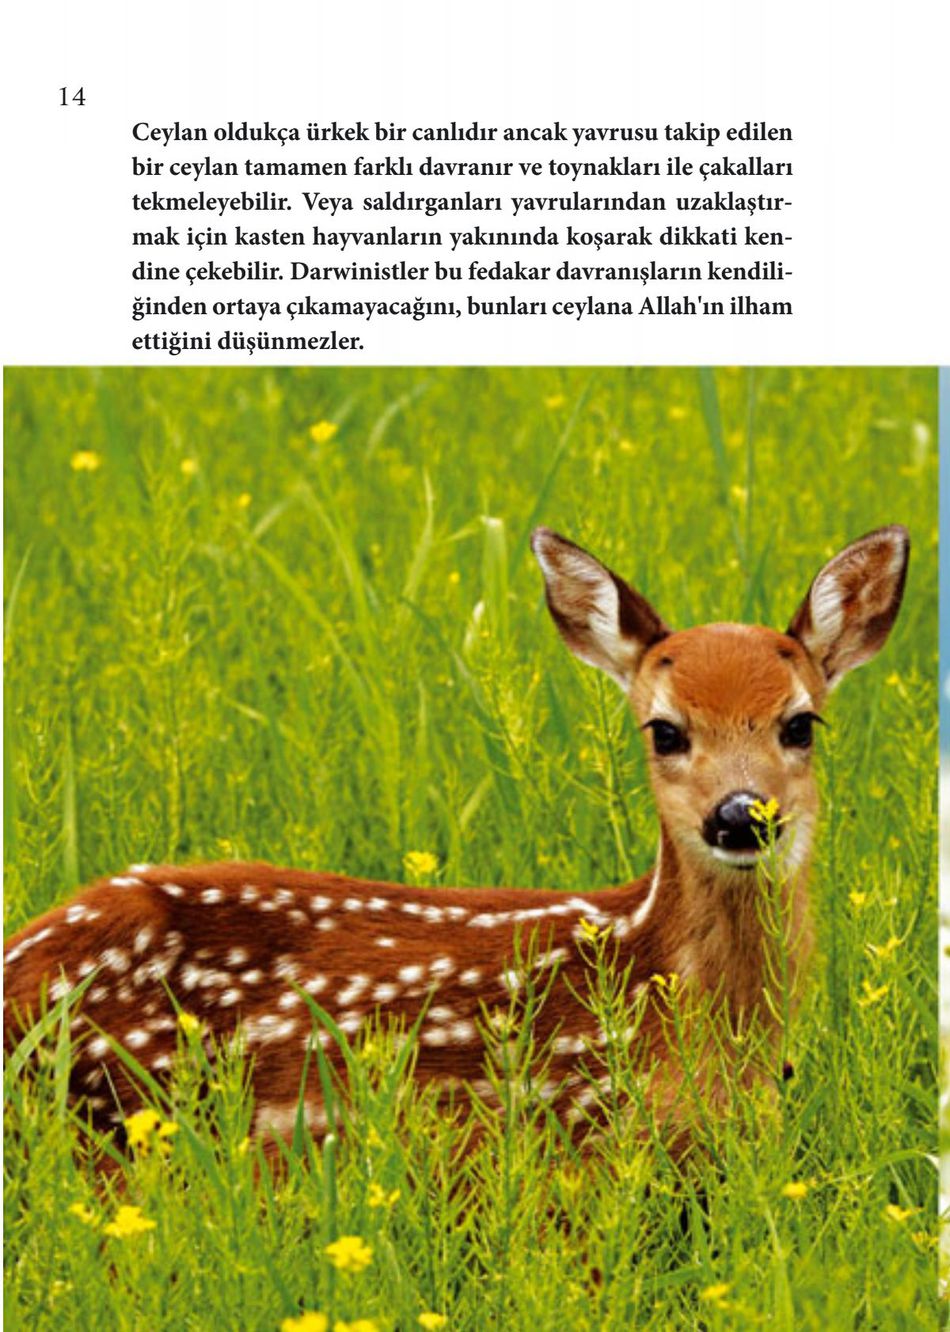 14
Ceylan oldukça ürkek bir canlıdır ancak yavrusu takip edilen
bir ceylan tamamen farklı davranır ve toynakları ile çakalları
tekmeleyebilir. Veya saldırganları yavrularından uzaklaştır-
mak için kasten hayvanların yakınında koşarak dikkati ken-
dine çekebilir. Darwinistler bu fedakar davranışların kendili-
ğinden ortaya çıkamayacağını, bunları ceylana Allah'ın ilham
ettiğini düşünmezler.